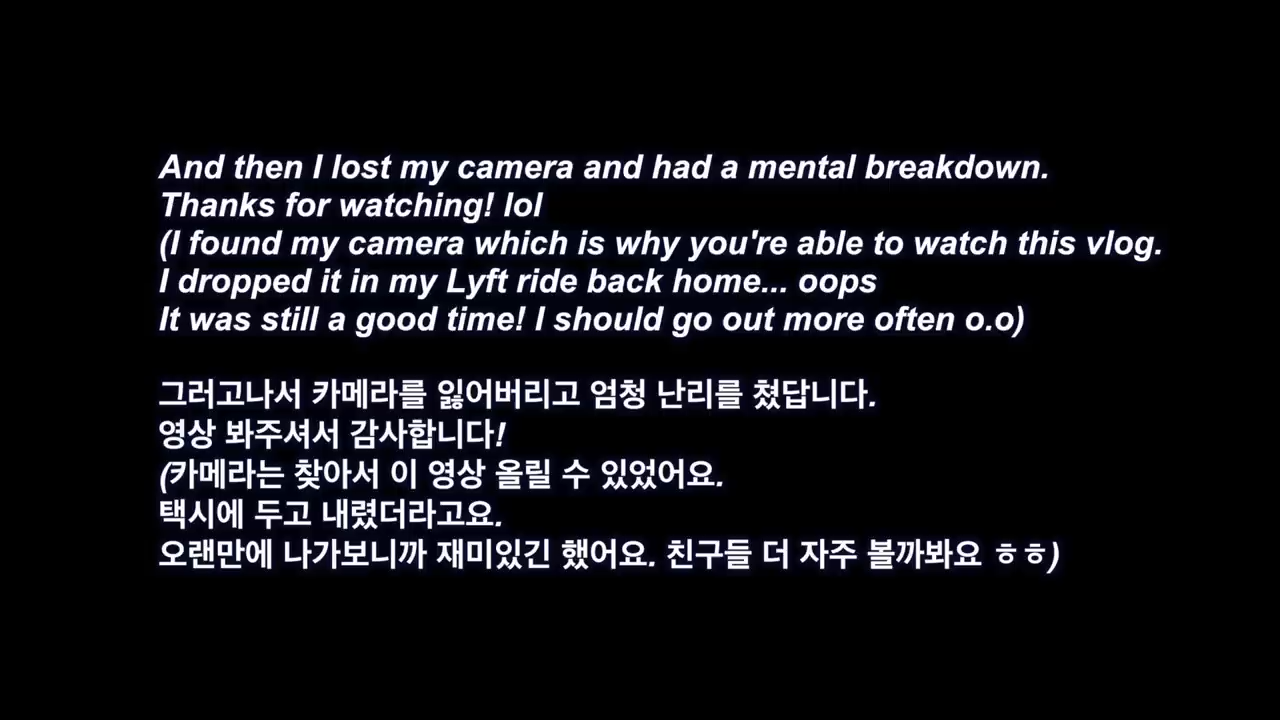 And then I lost my camera and had a mental breakdown.
Thanks for watching! lol
(I found my camera which is why you're able to watch this vlog.
I dropped it in my Lyft ride back home... oops
It was still a good time! I should go out more often o.o)
그러고나서 카메라를 잃어버리고 엄청 난리를 쳤답니다.
영상 봐주셔서 감사합니다!
(카메라는 찾아서 이 영상 올릴 수 있었어요.
택시에 두고 내렸더라고요.
오랜만에 나가보니까 재미있긴 했어요. 친구들 더 자주 볼까봐요 ㅎㅎ)